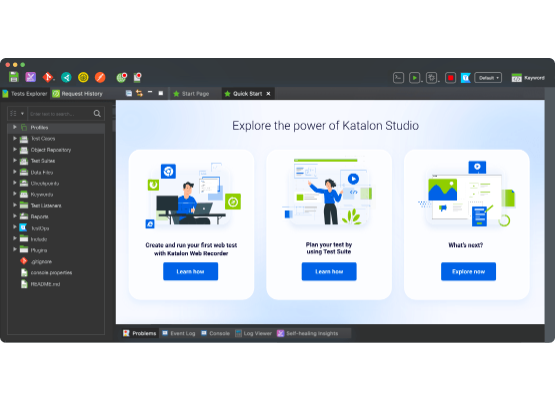 Default
Keyword
Tests Explorer
Request History
Start Page
Quick Start
Enter text to search...
Profiles
Test Cases
Object Repository
Test Suites
Data Files
Checkpoints
Keywords
Test Listeners
Reports
TestOps
Include
Plugins
.gitignore
console.properties
README.md
Explore the power of Katalon Studio
Create and run your first web test
with Katalon Web Recorder
Learn how
Plan your test by
using Test Suite
Learn how
What's next?
Explore now
Problems
Event Log
Console
Log Viewer
Self-healing Insights